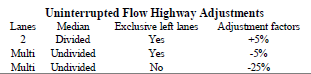 Uninterrupted Flow Highway Adjustments
Lanes Median Exclusive left lanes Adjustment factors
2 Divided Yes +5%
Multi Undivided Yes -5%
Multi Undivided No -25%